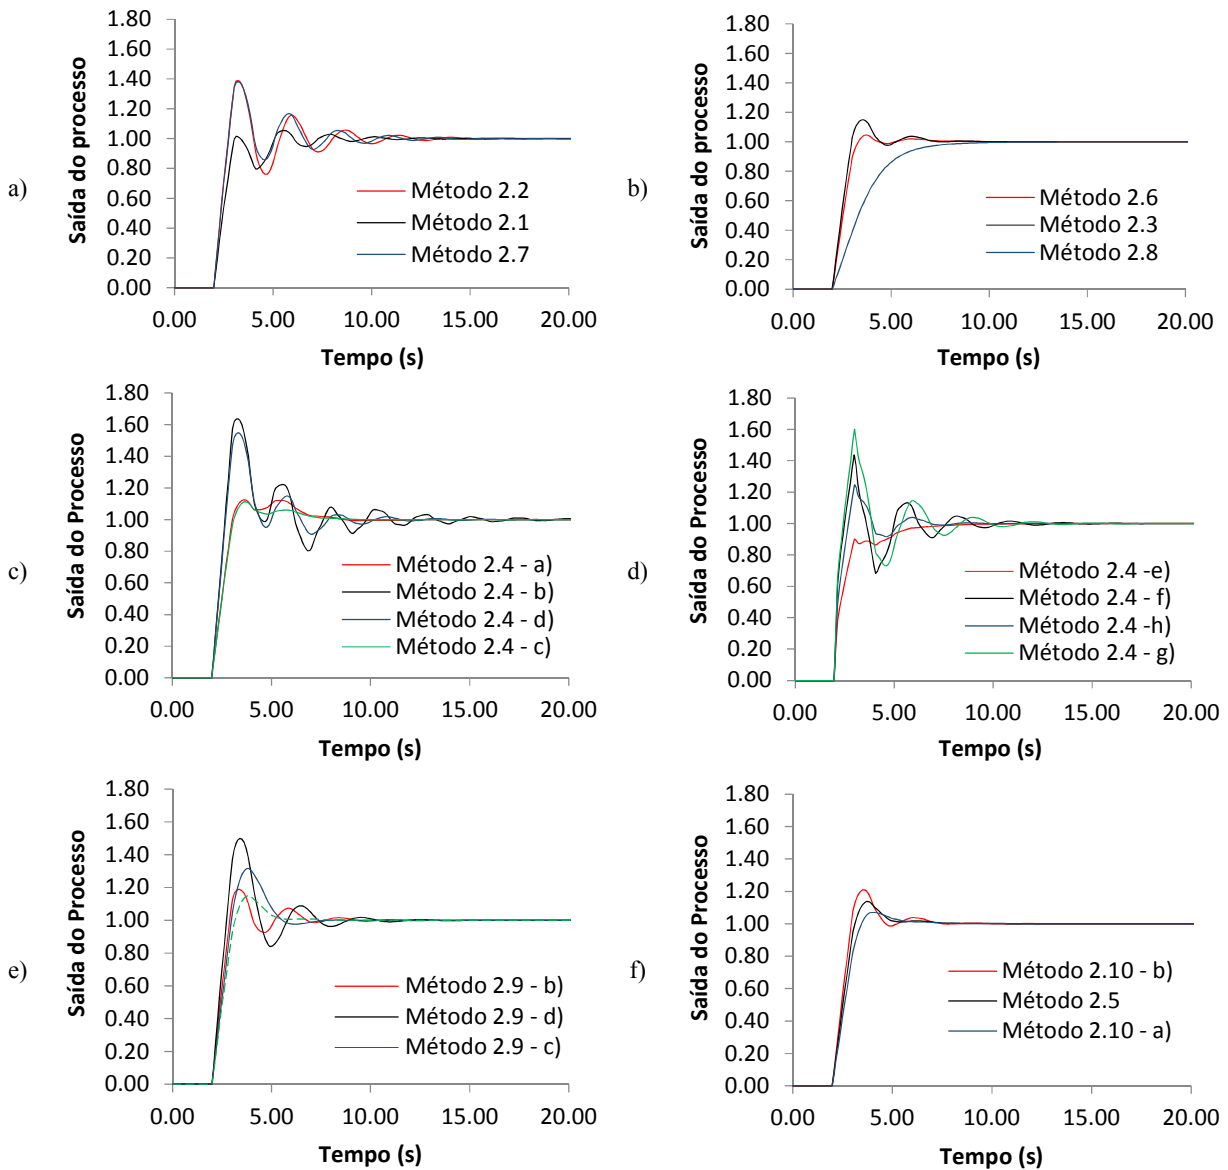 a)
Saída do processo
1.80
1.60
1.40
1.20
1.00
0.80
0.60
0.40
0.20
0.00
Método 2.2
Método 2.1
Método 2.7
0.00 5.00 10.00 15.00 20.00
Tempo (s)
b)
Saída do processo
1.80
1.60
1.40
1.20
1.00
0.80
0.60
0.40
0.20
0.00
Método 2.6
Método 2.3
Método 2.8
0.00 5.00 10.00 15.00 20.00
Tempo (s)
c)
Saída do Processo
1.80
1.60
1.40
1.20
1.00
0.80
0.60
0.40
0.20
0.00
Método 2.4 - a)
Método 2.4 - b)
Método 2.4 - d)
Método 2.4 - c)
0.00 5.00 10.00 15.00 20.00
Tempo (s)
d)
Saída do Processo
1.80
1.60
1.40
1.20
1.00
0.80
0.60
0.40
0.20
0.00
Método 2.4 -e)
Método 2.4 - f)
Método 2.4 -h)
Método 2.4 - g)
0.00 5.00 10.00 15.00 20.00
Tempo (s)
e)
Saída do Processo
1.80
1.60
1.40
1.20
1.00
0.80
0.60
0.40
0.20
0.00
Método 2.9 - b)
Método 2.9 - d)
Método 2.9 - c)
0.00 5.00 10.00 15.00 20.00
Tempo (s)
f)
Saída do Processo
1.80
1.60
1.40
1.20
1.00
0.80
0.60
0.40
0.20
0.00
Método 2.10 - b)
Método 2.5
Método 2.10 - a)
0.00 5.00 10.00 15.00 20.00
Tempo (s)